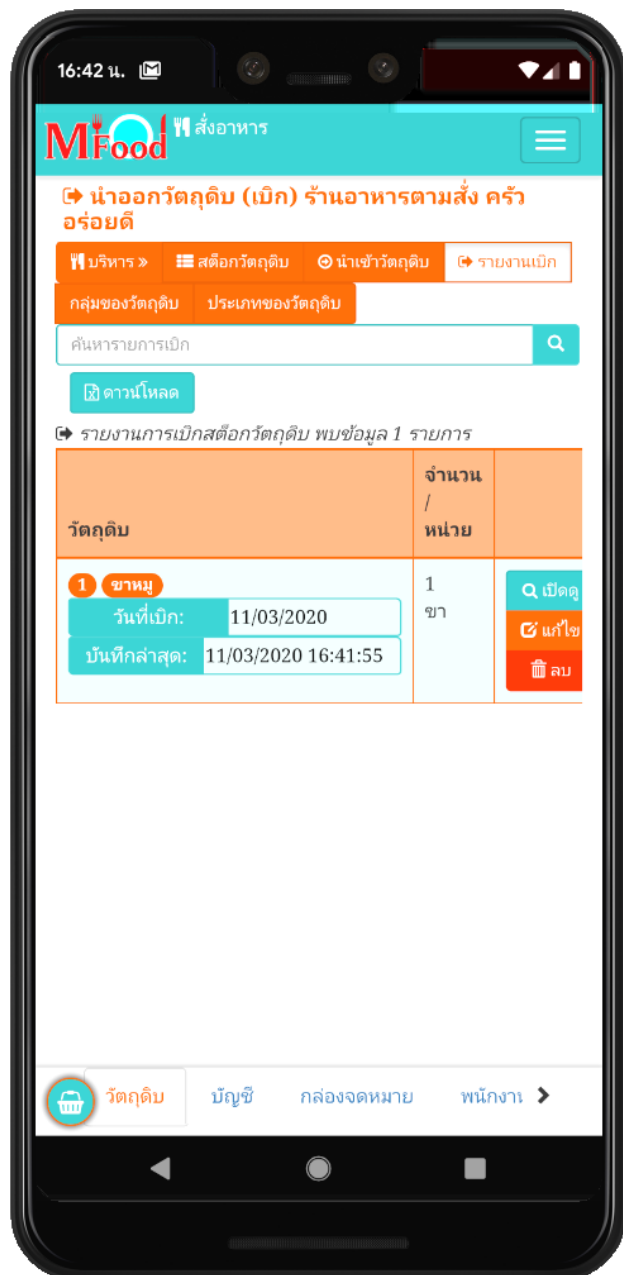 16:42 น.
MFood สั่งอาหาร
นำออกวัตถุดิบ (เบิก) ร้านอาหารตามสั่ง ครัว
อร่อยดี
บริหาร » สต๊อกวัตถุดิบ นำเข้าวัตถุดิบ รายงานเบิก
กลุ่มของวัตถุดิบ ประเภทของวัตถุดิบ
ค้นหารายการเบิก
ดาวน์โหลด
รายงานการเบิกสต๊อกวัตถุดิบ พบข้อมูล 1 รายการ
วัตถุดิบ
จำนวน
/
หน่วย
1 ขาหมู
วันที่เบิก: 11/03/2020
บันทึกล่าสุด: 11/03/2020 16:41:55
1
ขา
เปิดดู
แก้ไข
ลบ
วัตถุดิบ บัญชี กล่องจดหมาย พนักงาน